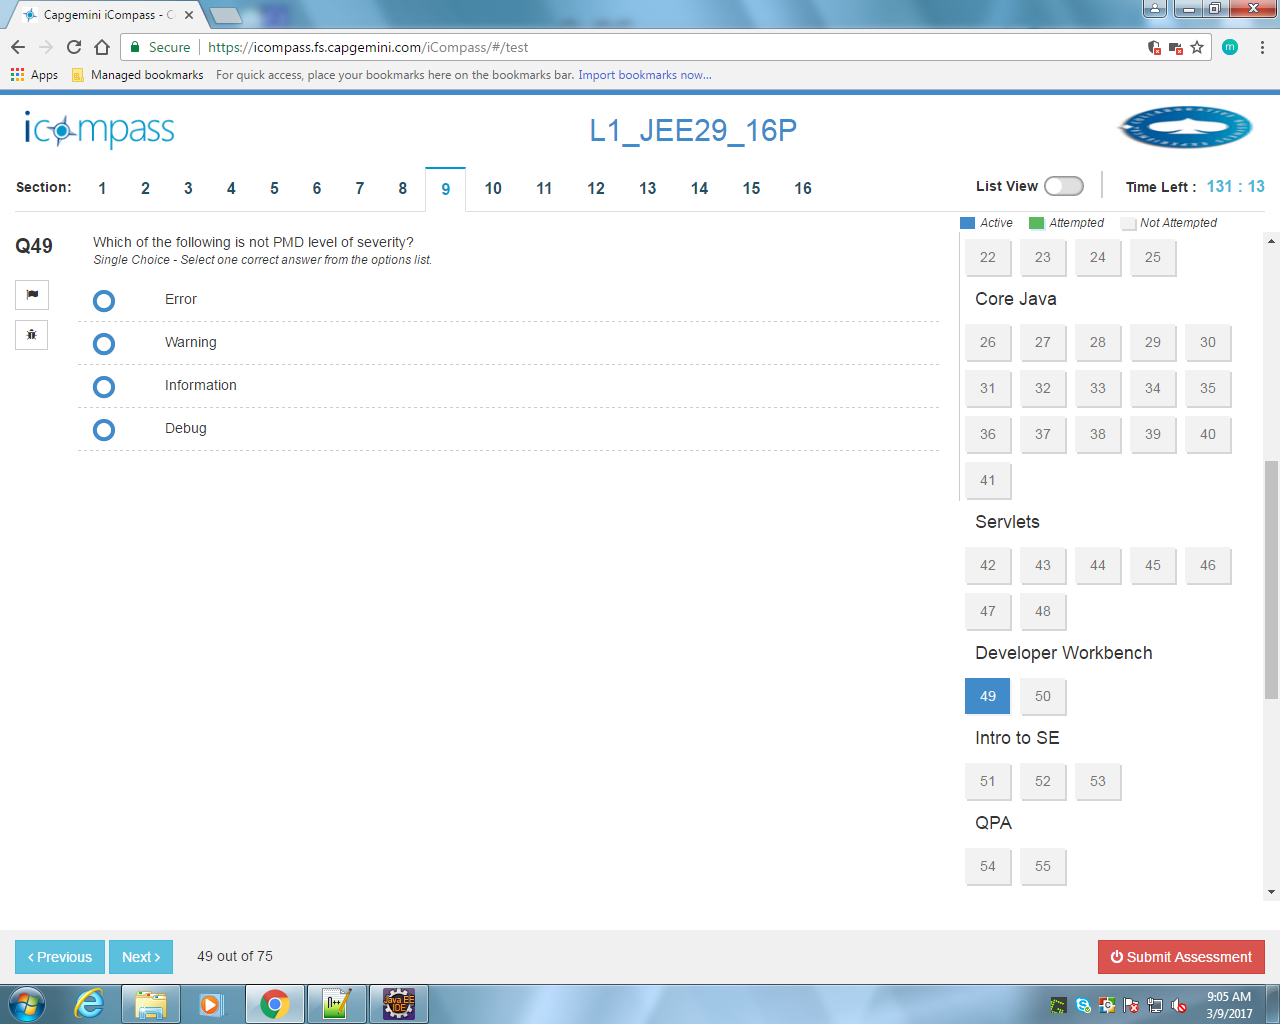 Capgemini iCompass - C
Secure https://icompass.fs.capgemini.com/iCompass/#/test
m
Apps Managed bookmarks For quick access, place your bookmarks here on the bookmarks bar. Import bookmarks now...
icompass
L1_JEE29_16P
Section: 1 2 3 4 5 6 7 8 9 10 11 12 13 14 15 16
List View Time Left : 131 : 13
Active Attempted Not Attempted
Q49
Which of the following is not PMD level of severity?
Single Choice - Select one correct answer from the options list.
Error
Warning
Information
Debug
22 23 24 25
Core Java
26 27 28 29 30
31 32 33 34 35
36 37 38 39 40
41
Servlets
42 43 44 45 46
47 48
Developer Workbench
49 50
Intro to SE
51 52 53
QPA
54 55
‹ Previous Next › 49 out of 75
Submit Assessment
Java EE
IDE
9:05 AM
3/9/2017